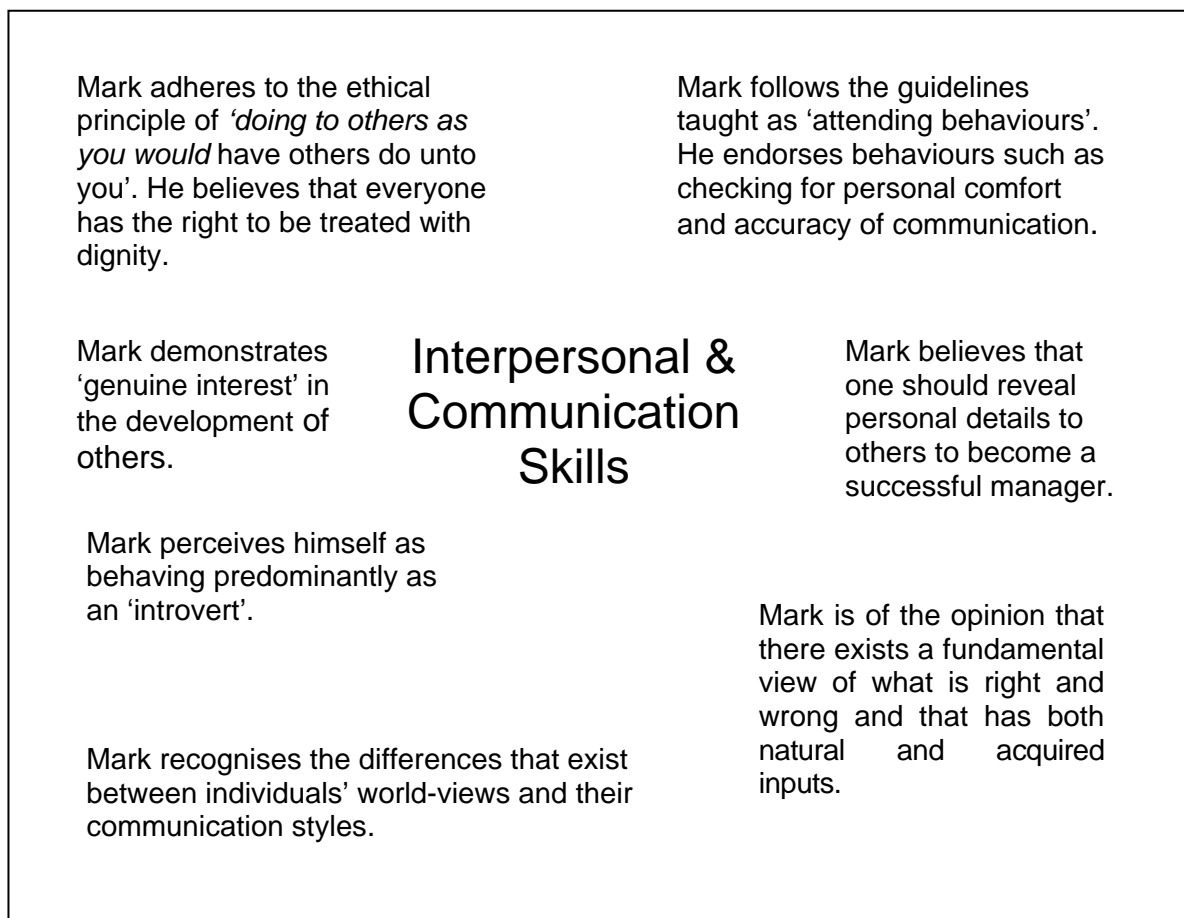 Mark adheres to the ethical
principle of ‘doing to others as
you would have others do unto
you’. He believes that everyone
has the right to be treated with
dignity.
Mark follows the guidelines
taught as ‘attending behaviours’.
He endorses behaviours such as
checking for personal comfort
and accuracy of communication.
Mark demonstrates
‘genuine interest’ in
the development of
others.
Interpersonal &
Communication
Skills
Mark believes that
one should reveal
personal details to
others to become a
successful manager.
Mark perceives himself as
behaving predominantly as
an ‘introvert’.
Mark is of the opinion that
there exists a fundamental
view of what is right and
wrong and that has both
natural and acquired
inputs.
Mark recognises the differences that exist
between individuals’ world-views and their
communication styles.